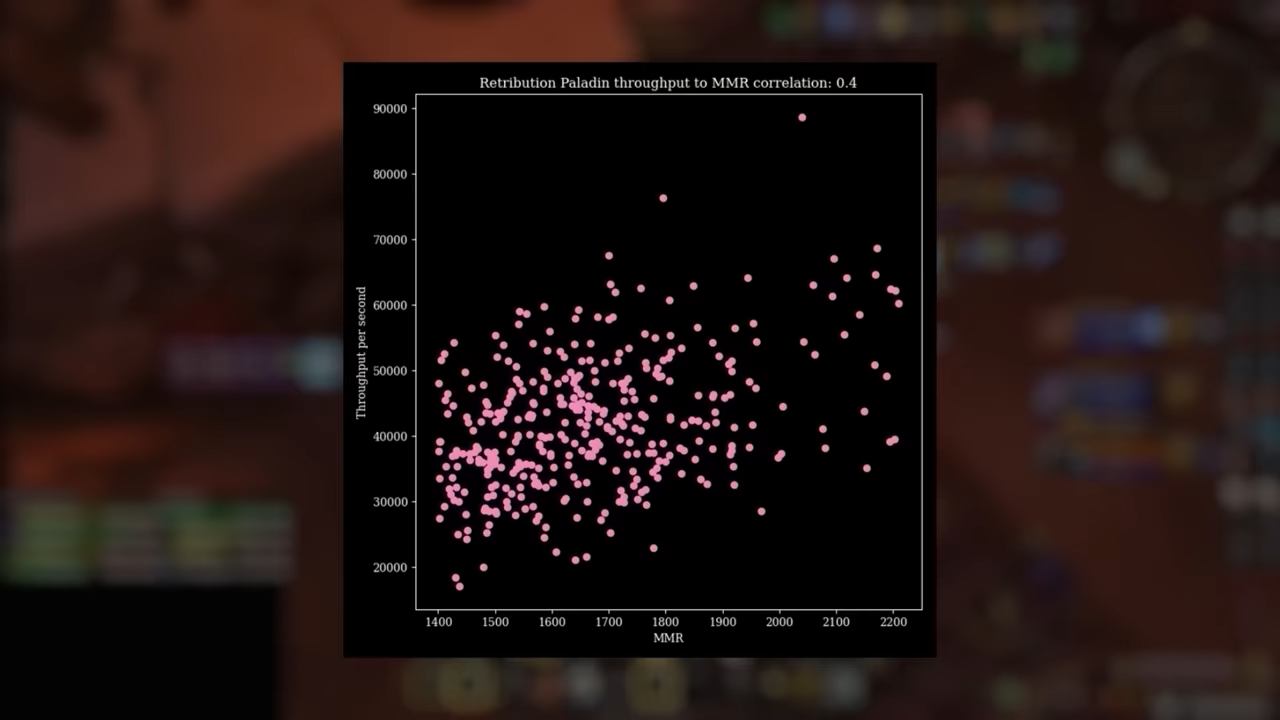 Retribution Paladin throughput to MMR correlation: 0.4
90000
80000
70000
60000
50000
40000
30000
20000
Throughput per second
1400 1500 1600 1700 1800 1900 2000 2100 2200
MMR